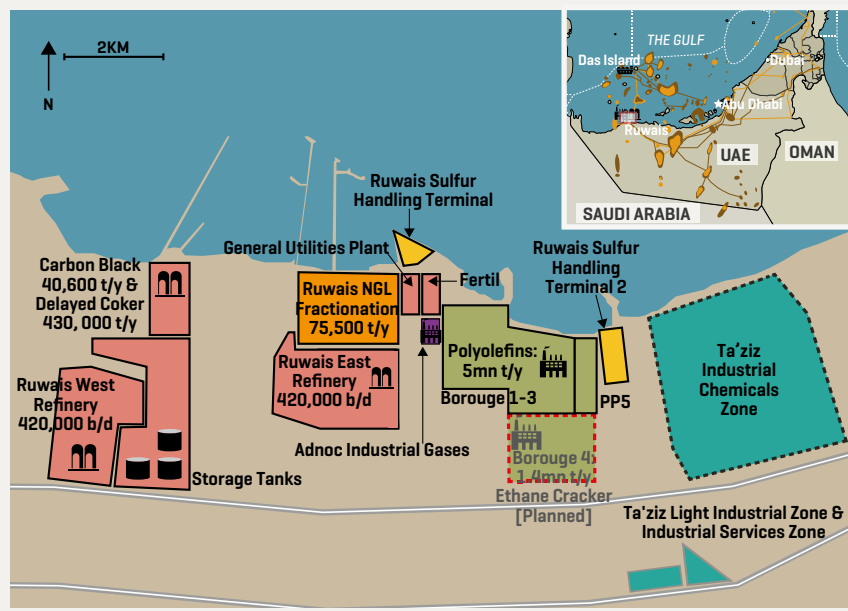 2KM
N
THE GULF
Das Island
Dubai
Abu Dhabi
Ruwais
UAE
OMAN
SAUDI ARABIA
Ruwais Sulfur
Handling Terminal
General Utilities Plant
Fertil
Ruwais Sulfur
Handling
Terminal 2
Carbon Black
40,600 t/y &
Delayed Coker
430, 000 t/y
Ruwais NGL
Fractionation
75,500 t/y
Ruwais East
Refinery
420,000 b/d
Polyolefins:
5mn t/y
Borouge 1-3
PP5
Ta’ziz
Industrial
Chemicals
Zone
Ruwais West
Refinery
420,000 b/d
Storage Tanks
Adnoc Industrial Gases
Borouge 4:
1.4mn t/y
Ethane Cracker
[Planned]
Ta'ziz Light Industrial Zone &
Industrial Services Zone